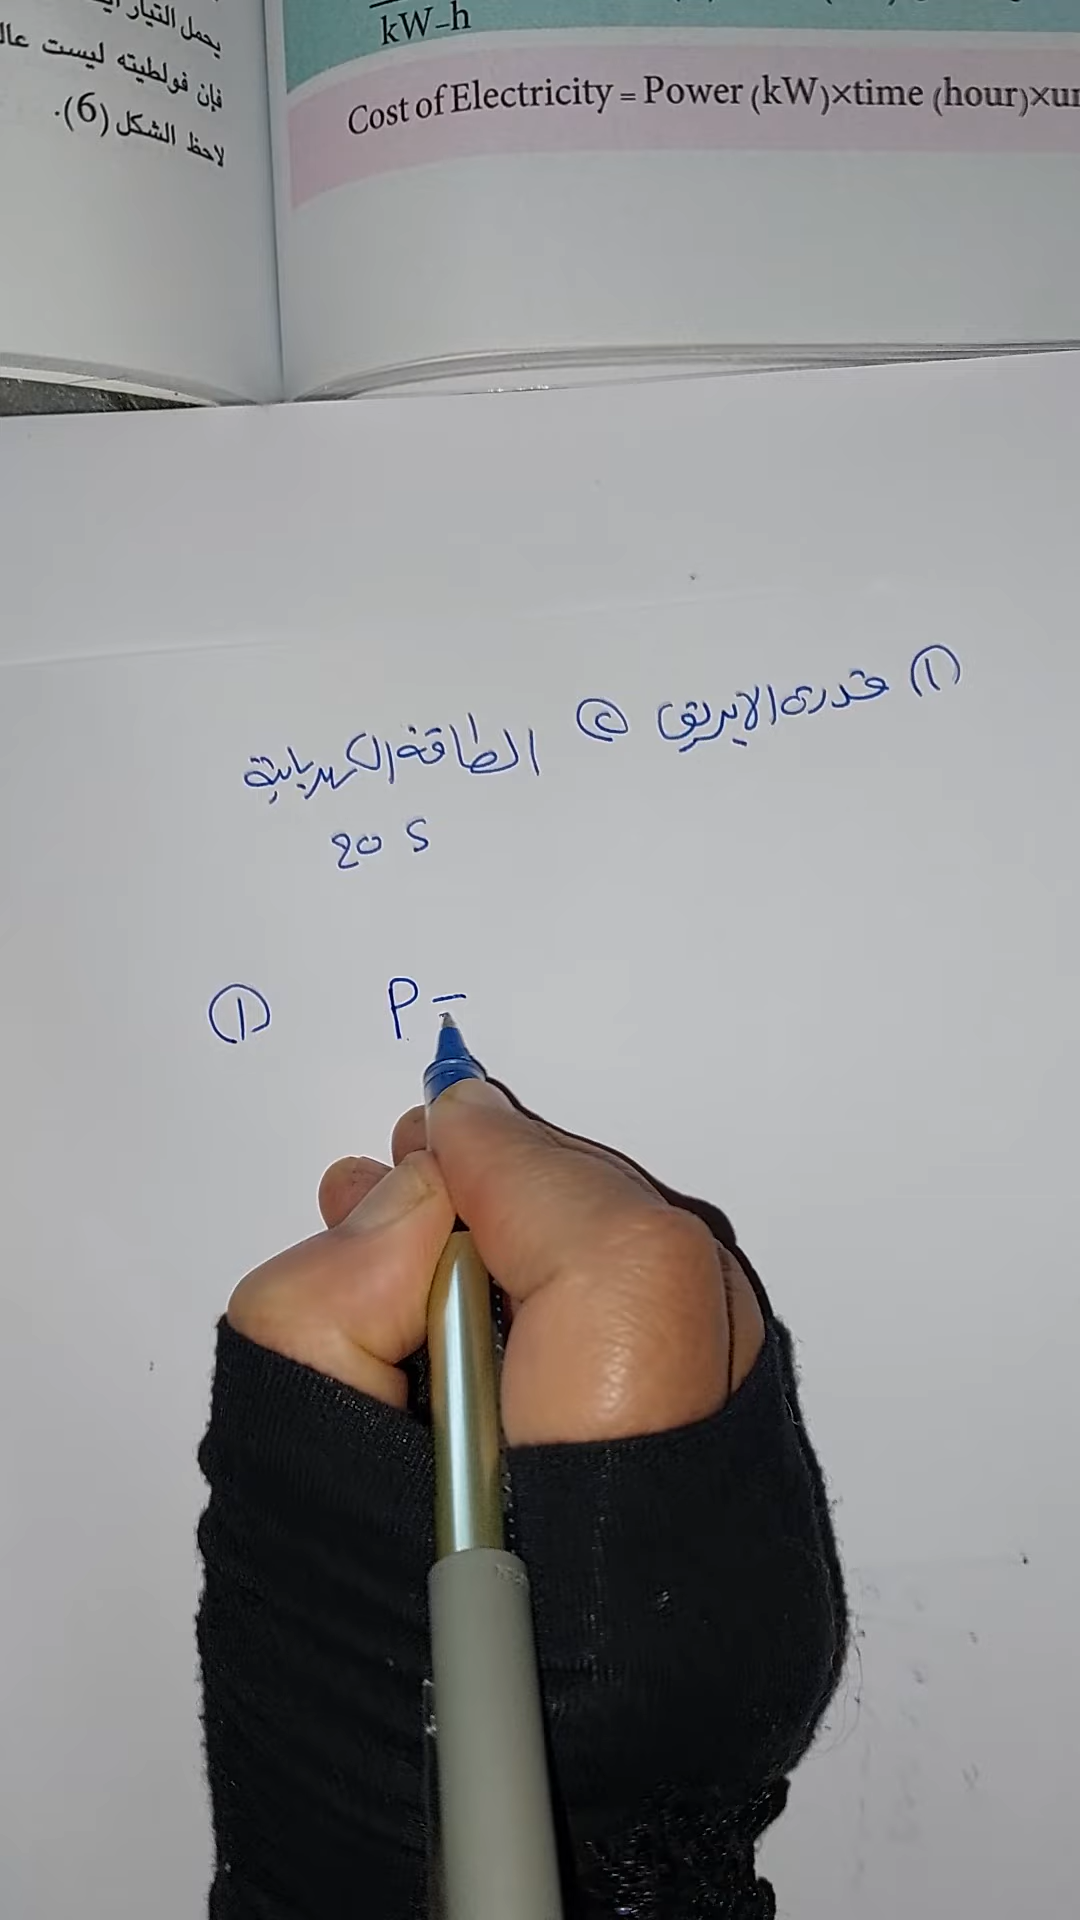 يحمل التيار
فإن فولطيته ليست
لاحظ الشكل (6).
kW-h
Cost of Electricity = Power (kW)×time (hour)×
① قدرة الابريق ② الطاقة الكهربائية
20 S
① P =